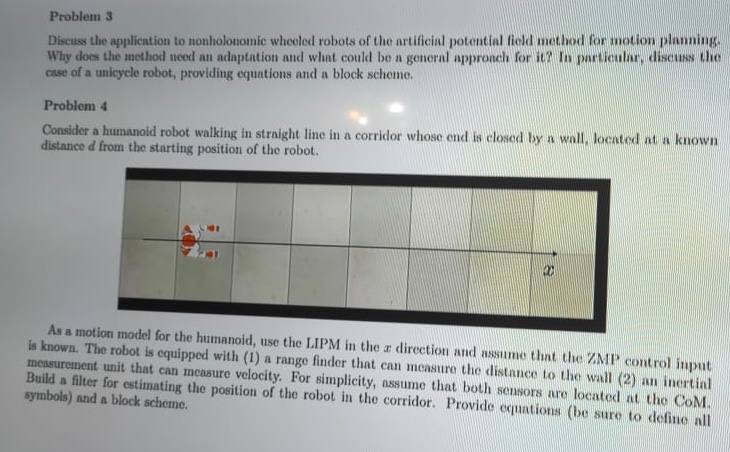 Problem 3
Discuss the application to nonholonomic wheeled robots of the artificial potential field method for motion planning.
Why does the method need an adaptation and what could be a general approach for it? In particular, discuss the
case of a unicycle robot, providing equations and a block scheme.
Problem 4
Consider a humanoid robot walking in straight line in a corridor whose end is closed by a wall, located at a known
distance d from the starting position of the robot.
x
As a motion model for the humanoid, use the LIPM in the x direction and assume that the ZMP control input
is known. The robot is equipped with (1) a range finder that can measure the distance to the wall (2) an inertial
measurement unit that can measure velocity. For simplicity, assume that both sensors are located at the CoM.
Build a filter for estimating the position of the robot in the corridor. Provide equations (be sure to define all
symbols) and a block scheme.